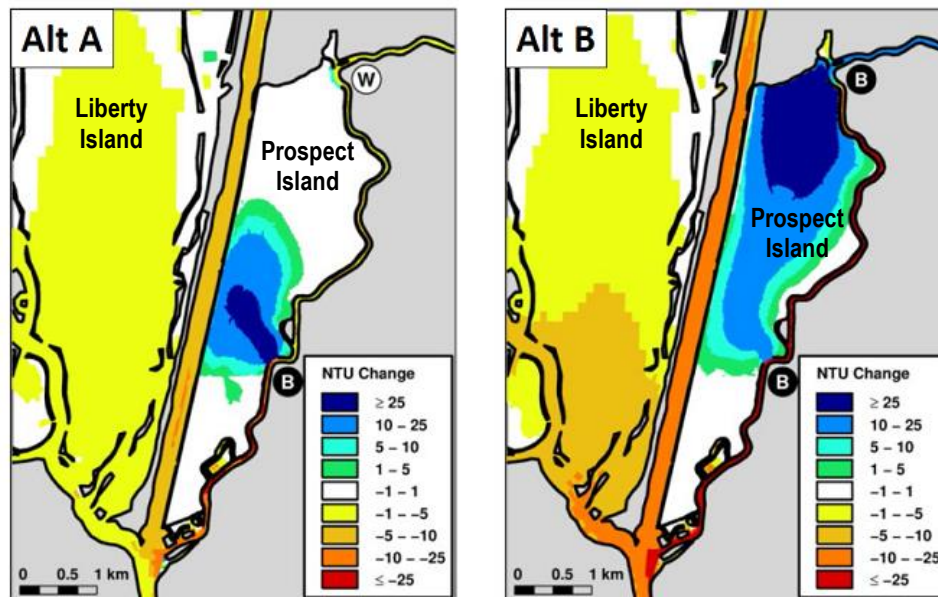 Alt A
Liberty
Island
Prospect
Island
W
B
NTU Change
≥ 25
10 – 25
5 – 10
1 – 5
-1 – 1
-1 – -5
-5 – -10
-10 – -25
≤ -25
0 0.5 1 km
Alt B
Liberty
Island
Prospect
Island
B
B
NTU Change
≥ 25
10 – 25
5 – 10
1 – 5
-1 – 1
-1 – -5
-5 – -10
-10 – -25
≤ -25
0 0.5 1 km